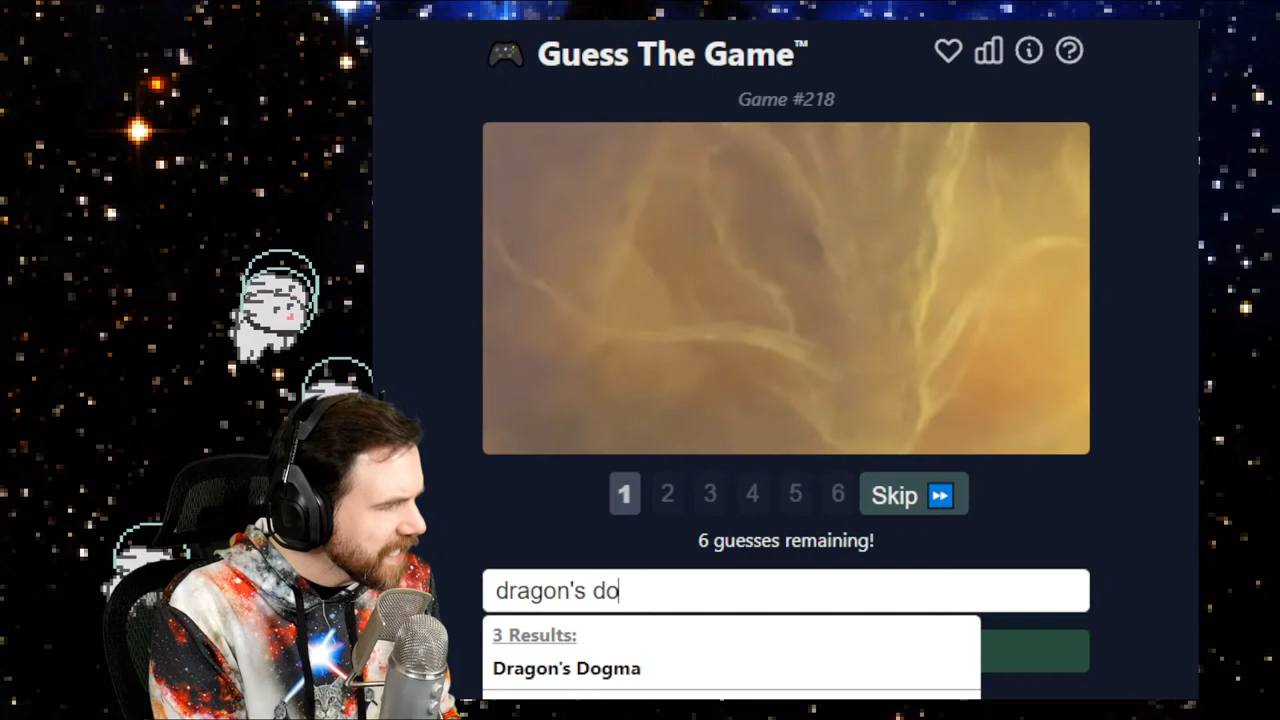 Guess The Game™
Game #218
1 2 3 4 5 6 Skip
6 guesses remaining!
dragon's do
3 Results:
Dragon's Dogma